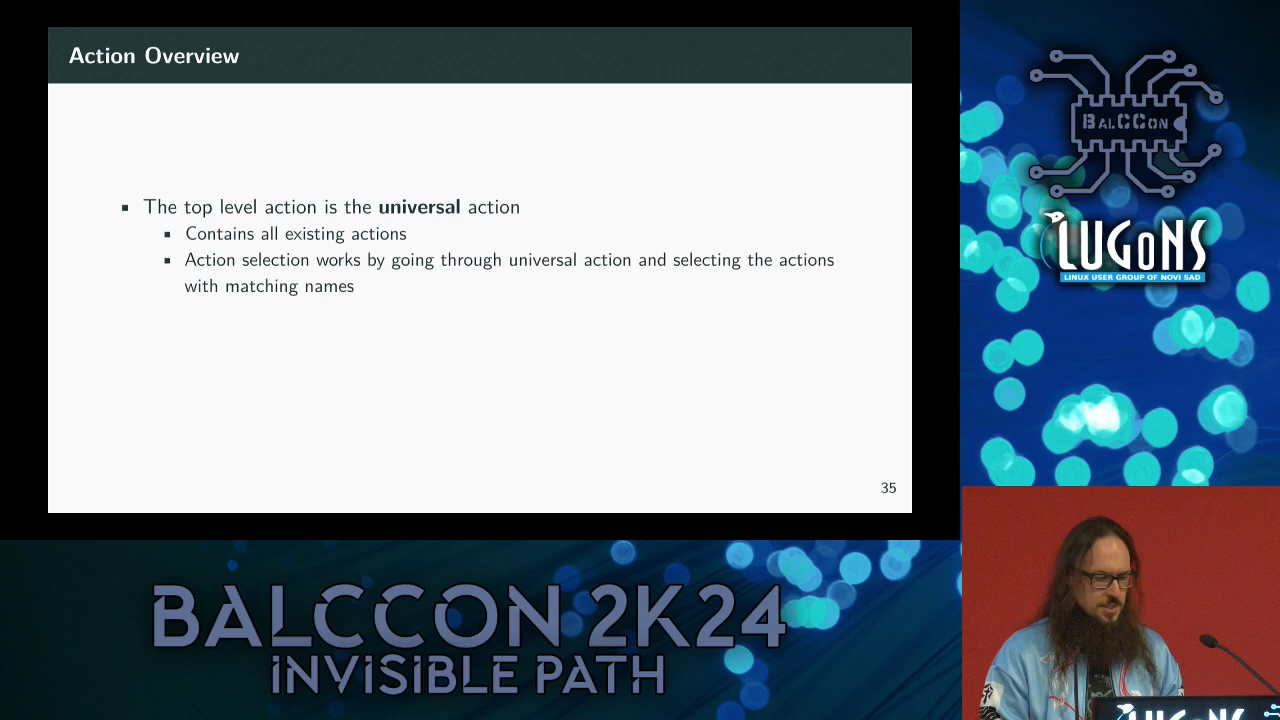 Action Overview
The top level action is the universal action
Contains all existing actions
Action selection works by going through universal action and selecting the actions
with matching names
35
BALCCON
LUGoNS
LINUX USER GROUP OF NOVI SAD
BALCCON 2K24
INVISIBLE PATH